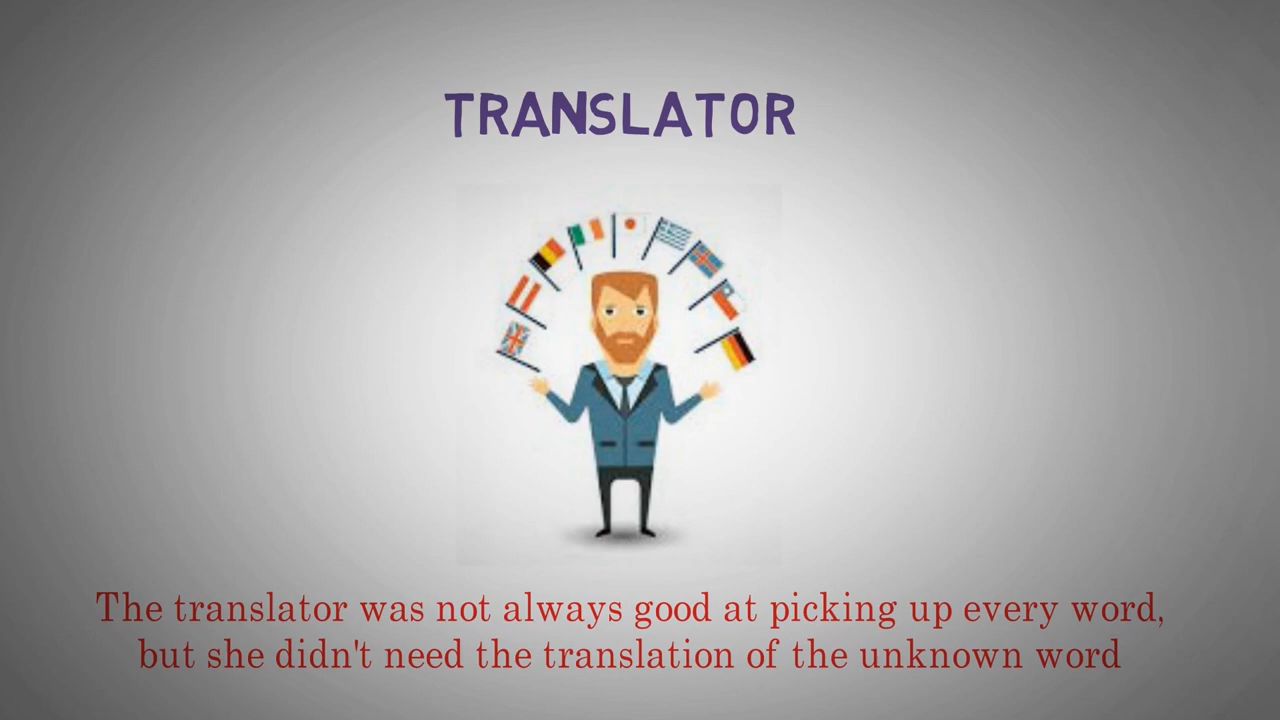 TRANSLATOR
The translator was not always good at picking up every word,
but she didn't need the translation of the unknown word